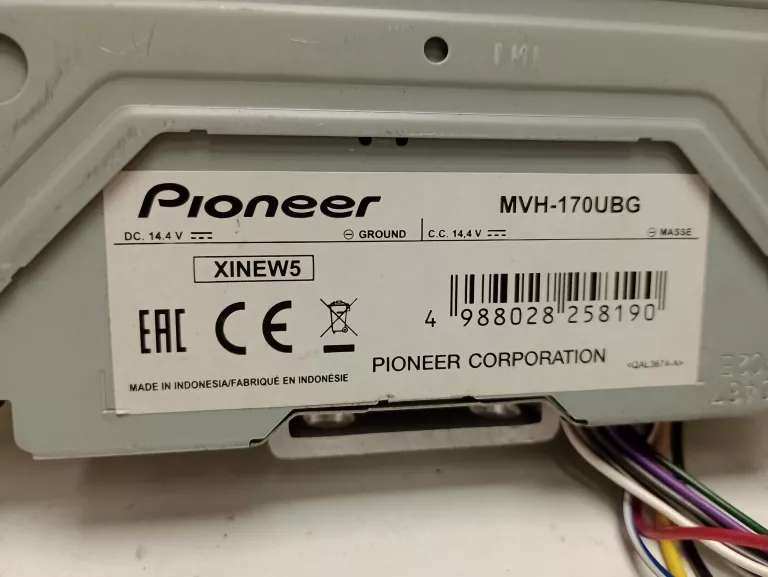 Pioneer
MVH-170UBG
DC. 14.4 V
⊖ GROUND
C.C. 14,4 V
⊖ MASSE
XINEW5
EAC
CE
4 988028 258190
PIONEER CORPORATION
<QAL3674-A>
MADE IN INDONESIA/FABRIQUÉ EN INDONÉSIE